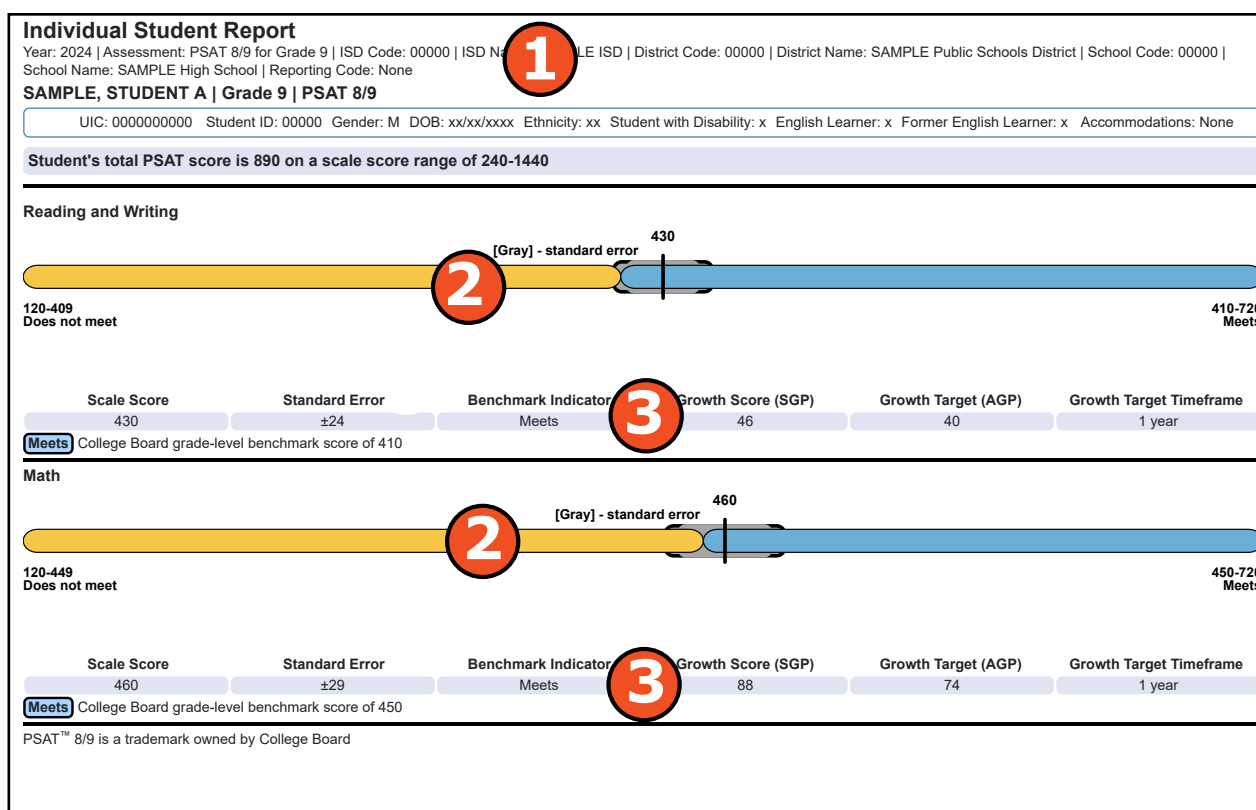 Individual Student Report
Year: 2024 | Assessment: PSAT 8/9 for Grade 9 | ISD Code: 00000 | ISD LE ISD | District Code: 00000 | District Name: SAMPLE Public Schools District | School Code: 00000 |
School Name: SAMPLE High School | Reporting Code: None
1
SAMPLE, STUDENT A | Grade 9 | PSAT 8/9
UIC: 0000000000 Student ID: 00000 Gender: M DOB: xx/xx/xxxx Ethnicity: xx Student with Disability: x English Learner: x Former English Learner: x Accommodations: None
Student's total PSAT score is 890 on a scale score range of 240-1440
Reading and Writing
430
[Gray] - standard error
2
120-409 410-720
Does not meet Meets
Scale Score Standard Error Benchmark Indicator Growth Score (SGP) Growth Target (AGP) Growth Target Timeframe
3
430 ±24 Meets 46 40 1 year
Meets College Board grade-level benchmark score of 410
Math
460
[Gray] - standard error
2
120-449 450-720
Does not meet Meets
Scale Score Standard Error Benchmark Indicator Growth Score (SGP) Growth Target (AGP) Growth Target Timeframe
3
460 ±29 Meets 88 74 1 year
Meets College Board grade-level benchmark score of 450
PSAT™ 8/9 is a trademark owned by College Board